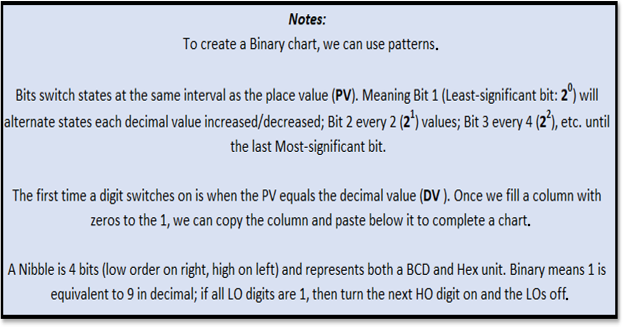 Notes:
To create a Binary chart, we can use patterns.
Bits switch states at the same interval as the place value (PV). Meaning Bit 1 (Least-significant bit: 2⁰) will
alternate states each decimal value increased/decreased; Bit 2 every 2 (2¹) values; Bit 3 every 4 (2²), etc. until
the last Most-significant bit.
The first time a digit switches on is when the PV equals the decimal value (DV ). Once we fill a column with
zeros to the 1, we can copy the column and paste below it to complete a chart.
A Nibble is 4 bits (low order on right, high on left) and represents both a BCD and Hex unit. Binary means 1 is
equivalent to 9 in decimal; if all LO digits are 1, then turn the next HO digit on and the LOs off.